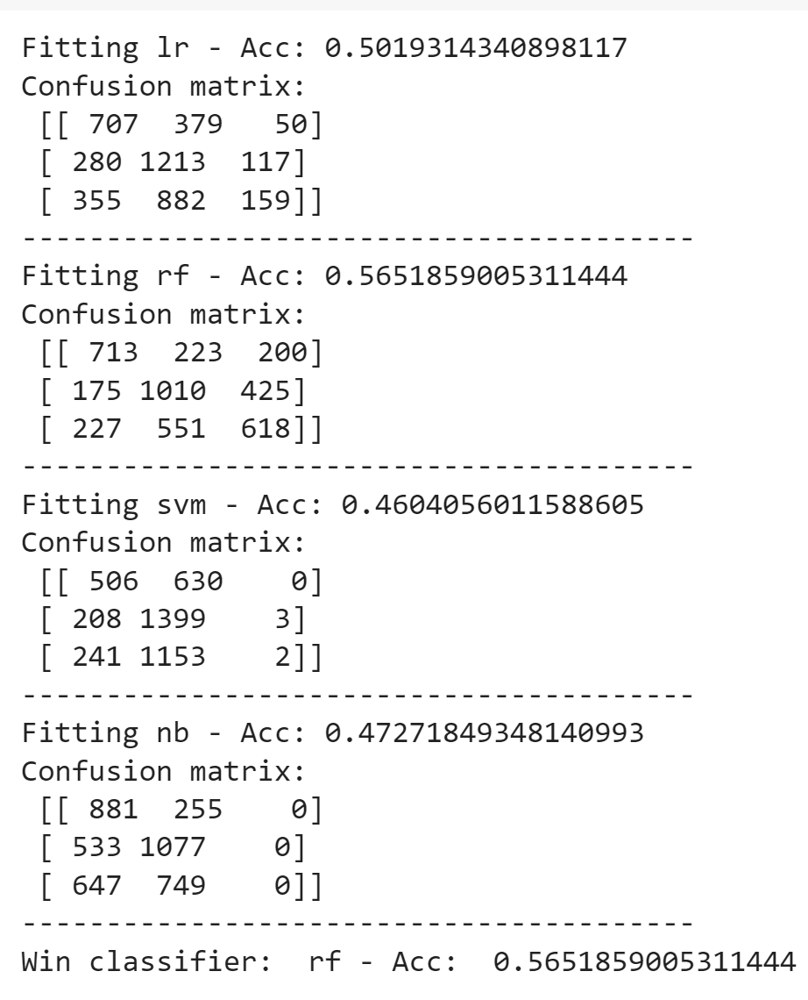 Fitting lr - Acc: 0.5019314340898117
Confusion matrix:
 [[ 707  379   50]
 [ 280 1213  117]
 [ 355  882  159]]
----------------------------------------
Fitting rf - Acc: 0.5651859005311444
Confusion matrix:
 [[ 713  223  200]
 [ 175 1010  425]
 [ 227  551  618]]
----------------------------------------
Fitting svm - Acc: 0.4604056011588605
Confusion matrix:
 [[ 506  630    0]
 [ 208 1399    3]
 [ 241 1153    2]]
----------------------------------------
Fitting nb - Acc: 0.47271849348140993
Confusion matrix:
 [[ 881  255    0]
 [ 533 1077    0]
 [ 647  749    0]]
----------------------------------------
Win classifier:  rf - Acc:  0.5651859005311444